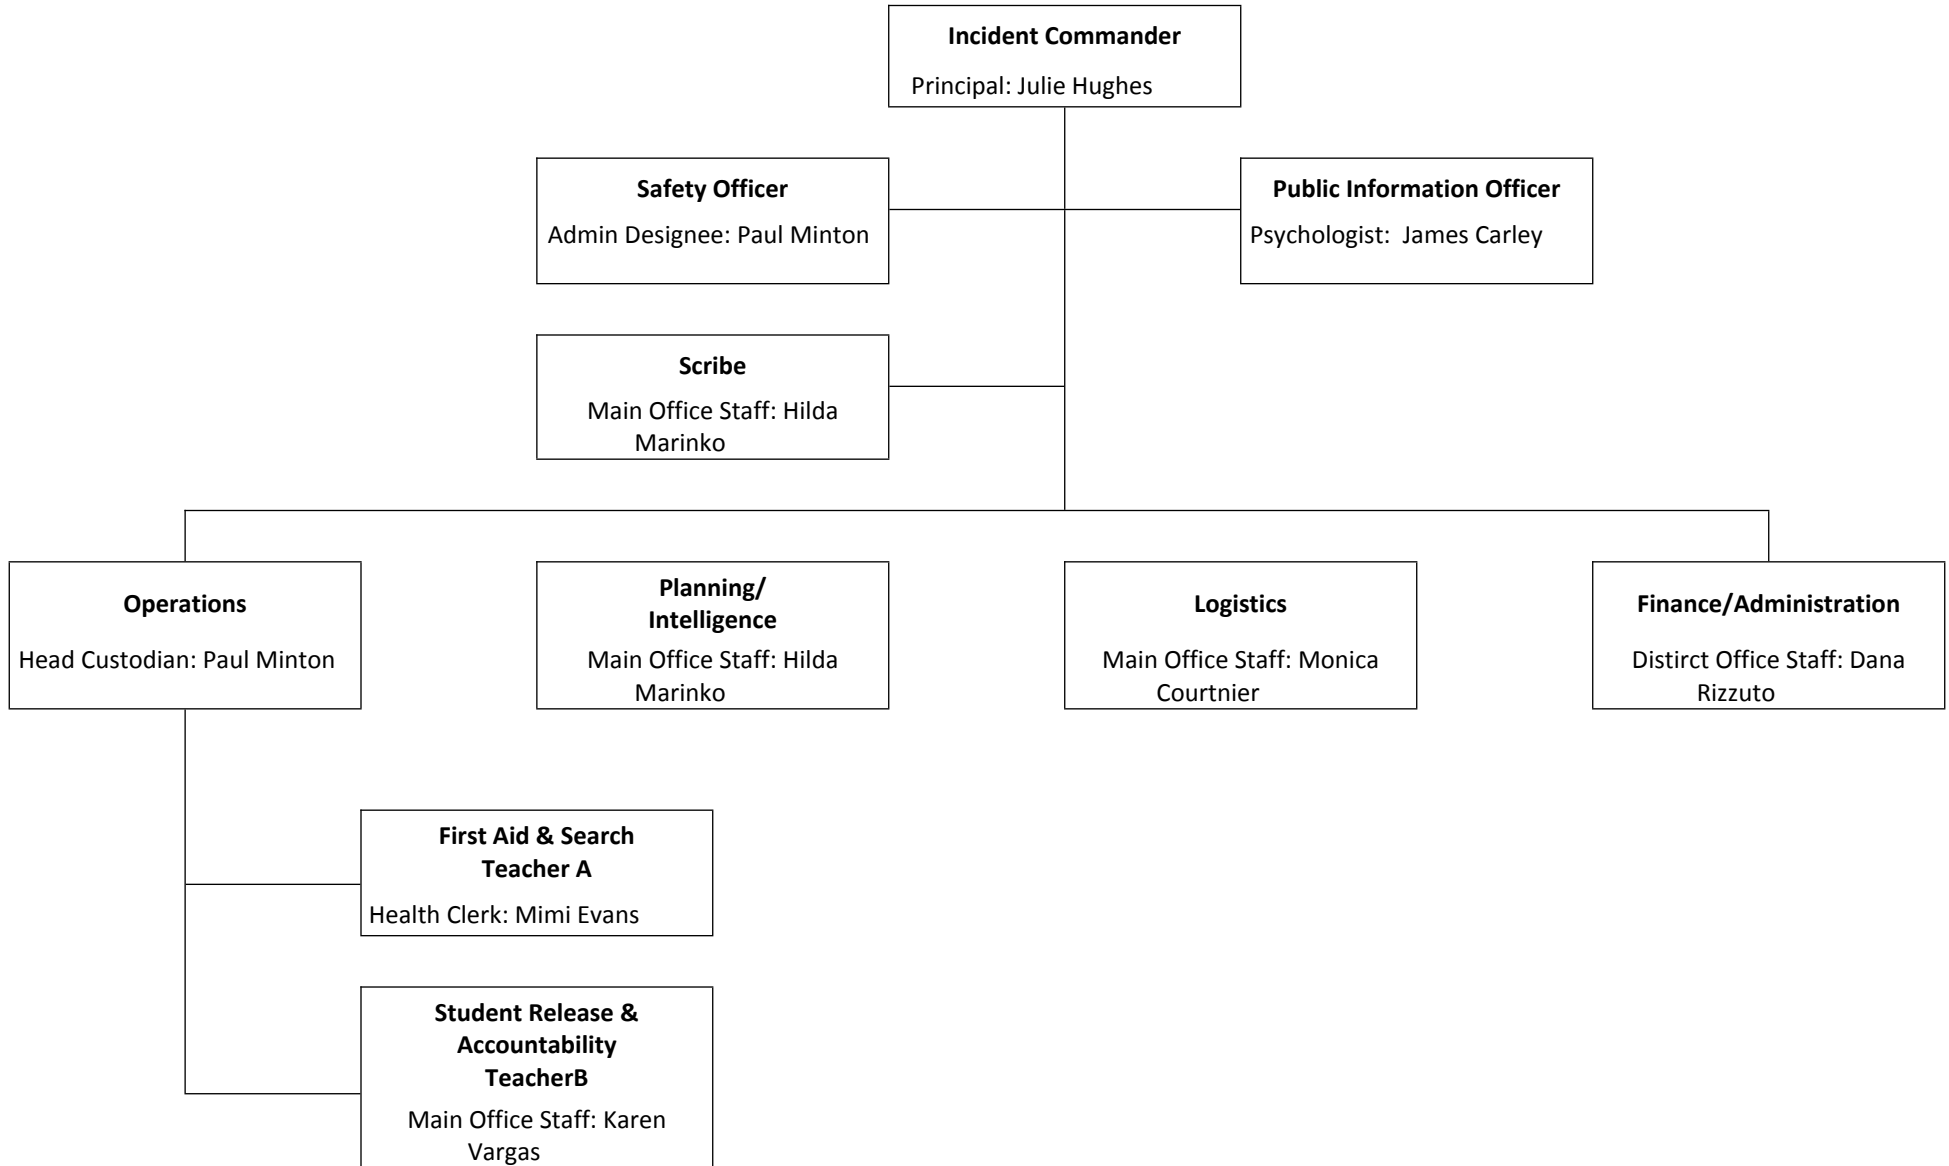 Incident Commander
Principal: Julie Hughes
Safety Officer
Admin Designee: Paul Minton
Public Information Officer
Psychologist:  James Carley
Scribe
Main Office Staff: Hilda
Marinko
Operations
Head Custodian: Paul Minton
Planning/
Intelligence
Main Office Staff: Hilda
Marinko
Logistics
Main Office Staff: Monica
Courtnier
Finance/Administration
Distirct Office Staff: Dana
Rizzuto
First Aid & Search
Teacher A
Health Clerk: Mimi Evans
Student Release &
Accountability
TeacherB
Main Office Staff: Karen
Vargas